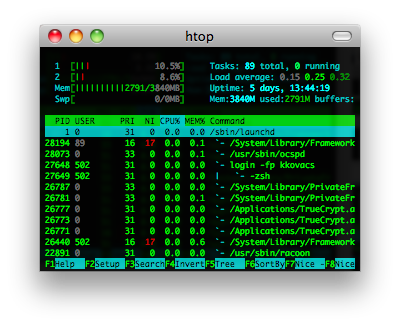 htop
1 [||| 10.5%] Tasks: 89 total, 0 running
2 [|| 8.6%] Load average: 0.15 0.25 0.32
Mem[||||||||||2791/3840MB] Uptime: 5 days, 13:44:19
Swp[ 0/0MB] Mem:3840M used:2791M buffers:
PID USER PRI NI CPU% MEM% Command
1 0 31 0 0.0 0.0 /sbin/launchd
28194 89 16 17 0.0 0.1 `- /System/Library/Framework
28073 0 33 0 0.0 0.1 `- /usr/sbin/ocspd
27648 502 31 0 0.0 0.0 `- login -fp kkovacs
27649 502 31 0 0.0 0.0 | `- -zsh
26787 0 33 0 0.0 0.1 `- /System/Library/PrivateFr
26781 0 31 0 0.0 0.0 `- /System/Library/PrivateFr
26777 0 31 0 0.0 0.0 `- /Applications/TrueCrypt.a
26773 0 31 0 0.0 0.0 `- /Applications/TrueCrypt.a
26771 0 31 0 0.0 0.0 `- /Applications/TrueCrypt.a
26440 502 16 17 0.0 0.6 `- /System/Library/Framework
22891 0 31 0 0.0 0.0 `- /usr/sbin/racoon
F1Help F2Setup F3SearchF4InvertF5Tree F6SortByF7Nice -F8Nice